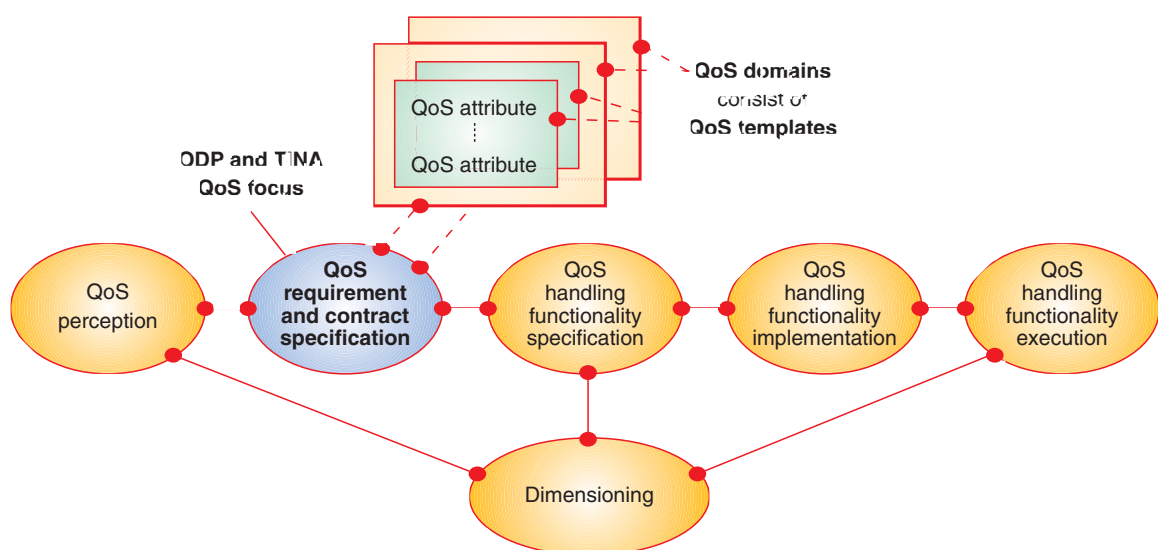 QoS attribute
QoS attribute
QoS domains
consist of
QoS templates
ODP and TINA
QoS focus
QoS
perception
QoS
requirement
and contract
specification
QoS
handling
functionality
specification
QoS
handling
functionality
implementation
QoS
handling
functionality
execution
Dimensioning